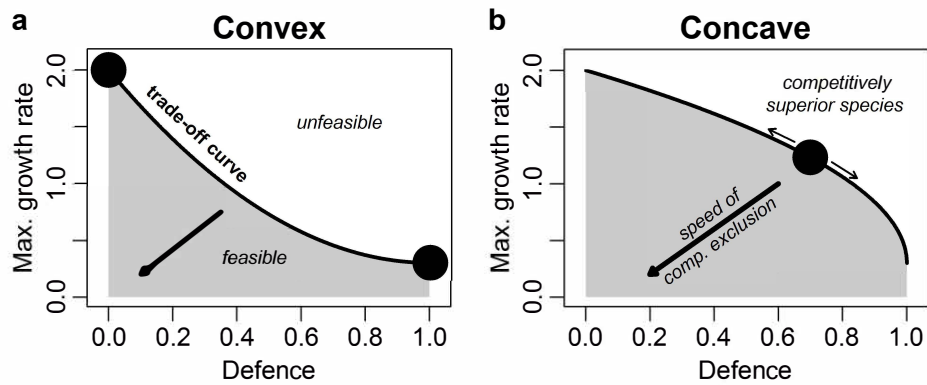 a
Convex
Max. growth rate
2.0
1.0
0.0
trade-off curve
unfeasible
feasible
0.0 0.2 0.4 0.6 0.8 1.0
Defence
b
Concave
Max. growth rate
2.0
1.0
0.0
competitively
superior species
speed of
comp. exclusion
0.0 0.2 0.4 0.6 0.8 1.0
Defence